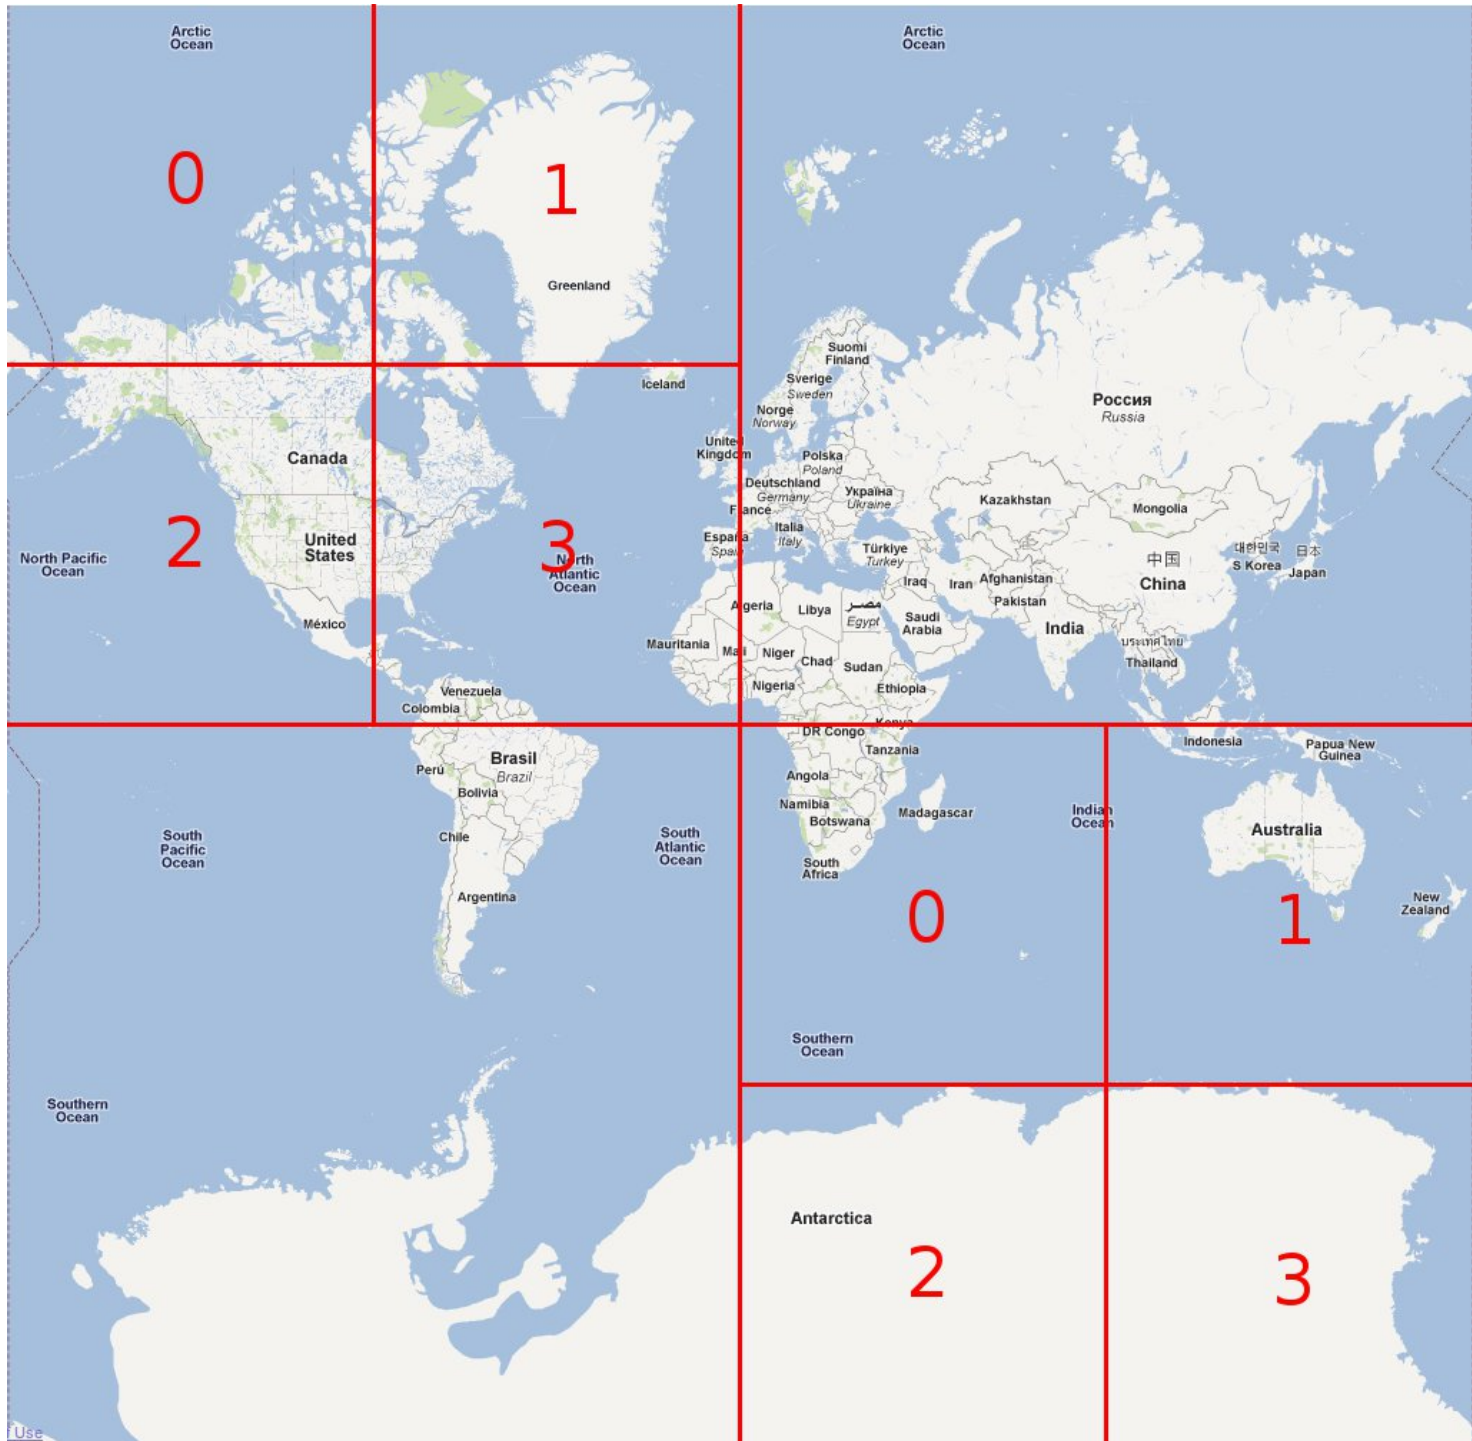 Arctic
Ocean
Arctic
Ocean
0
1
Greenland
Iceland
Suomi
Finland
Sverige
Sweden
Norge
Norway
Россия
Russia
United
Kingdom
Polska
Poland
Deutschland
Germany
Україна
Ukraine
France
Italia
Italy
España
Spain
Canada
United
States
2
3
North Pacific
Ocean
North
Atlantic
Ocean
Kazakhstan
Mongolia
Türkiye
Turkey
中国
China
대한민국
S Korea
日本
Japan
Iraq
Iran
Afghanistan
Pakistan
México
Algeria
Libya
مصر
Egypt
Saudi
Arabia
India
ประเทศไทย
Thailand
Mauritania
Mali
Niger
Chad
Sudan
Nigeria
Ethiopia
Venezuela
Colombia
Kenya
DR Congo
Tanzania
Indonesia
Papua New
Guinea
Brasil
Brazil
Perú
Bolivia
Angola
Namibia
Botswana
Madagascar
Indian
Ocean
Australia
South
Pacific
Ocean
Chile
South
Atlantic
Ocean
South
Africa
Argentina
New
Zealand
0
1
Southern
Ocean
Southern
Ocean
Antarctica
2
3
f Use